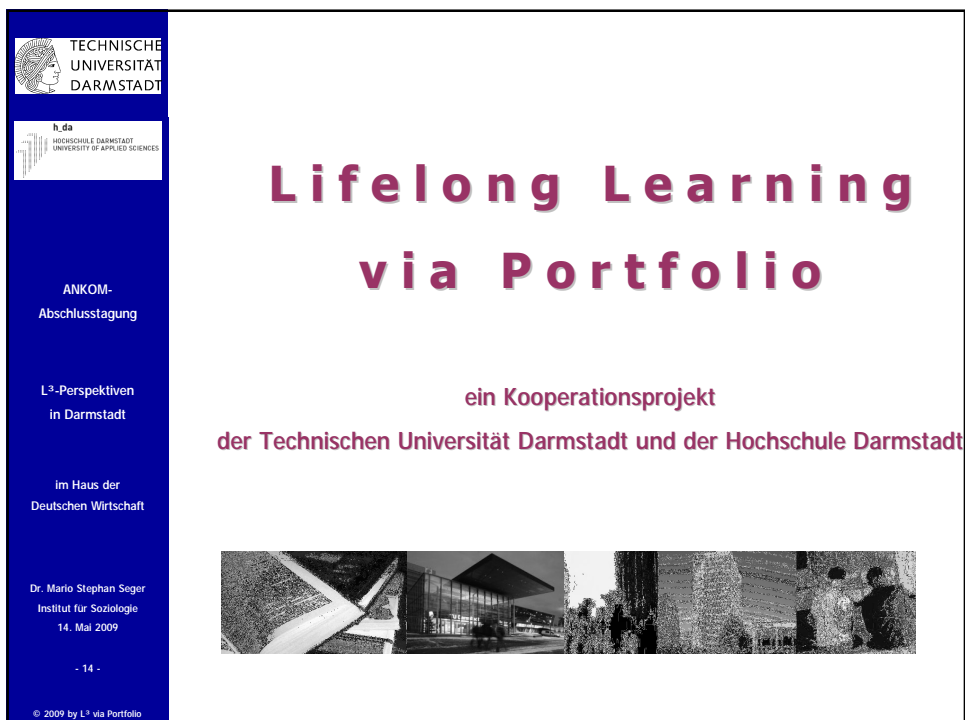 TECHNISCHE
UNIVERSITÄT
DARMSTADT
h_da
HOCHSCHULE DARMSTADT
UNIVERSITY OF APPLIED SCIENCES
ANKOM-
Abschlusstagung
L³-Perspektiven
in Darmstadt
im Haus der
Deutschen Wirtschaft
Dr. Mario Stephan Seger
Institut für Soziologie
14. Mai 2009
- 14 -
© 2009 by L³ via Portfolio
Lifelong Learning
via Portfolio
ein Kooperationsprojekt
der Technischen Universität Darmstadt und der Hochschule Darmstadt